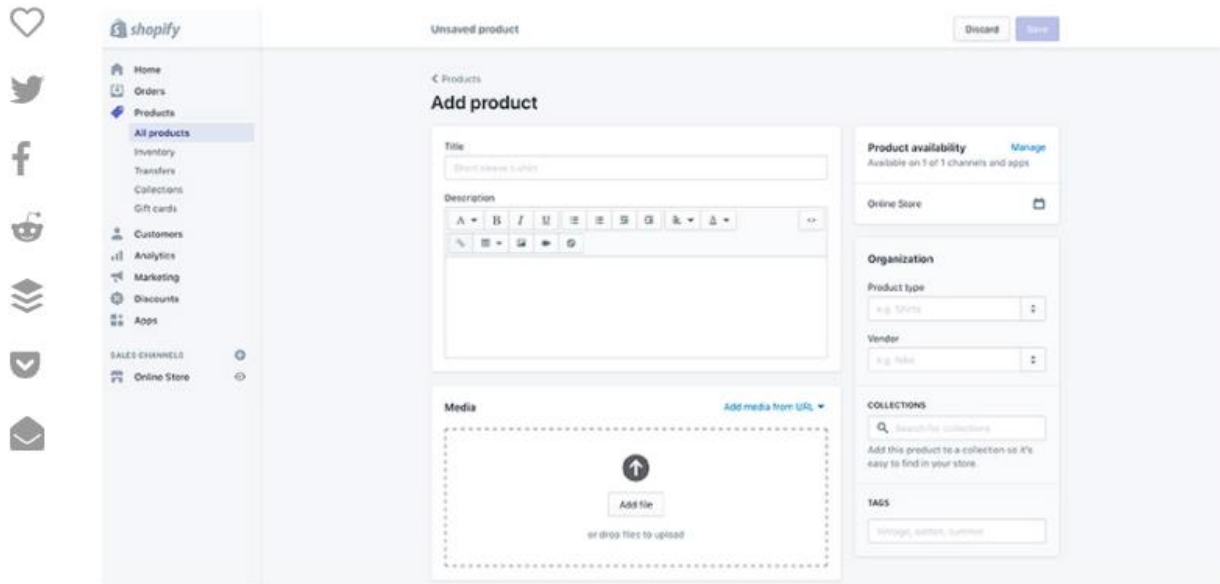 shopify
Unsaved product
Discard
Save
Home
Orders
Products
All products
Inventory
Transfers
Collections
Gift cards
Customers
Analytics
Marketing
Discounts
Apps
SALES CHANNELS
Online Store
Products
Add product
Title
Short sleeve t-shirt
Description
A B I U
Media
Add media from URL
Add file
or drop files to upload
Product availability
Manage
Available on 1 of 1 channels and apps
Online Store
Organization
Product type
e.g. Shirts
Vendor
e.g. Nike
COLLECTIONS
Search for collections
Add this product to a collection so it's
easy to find in your store.
TAGS
Vintage, cotton, summer